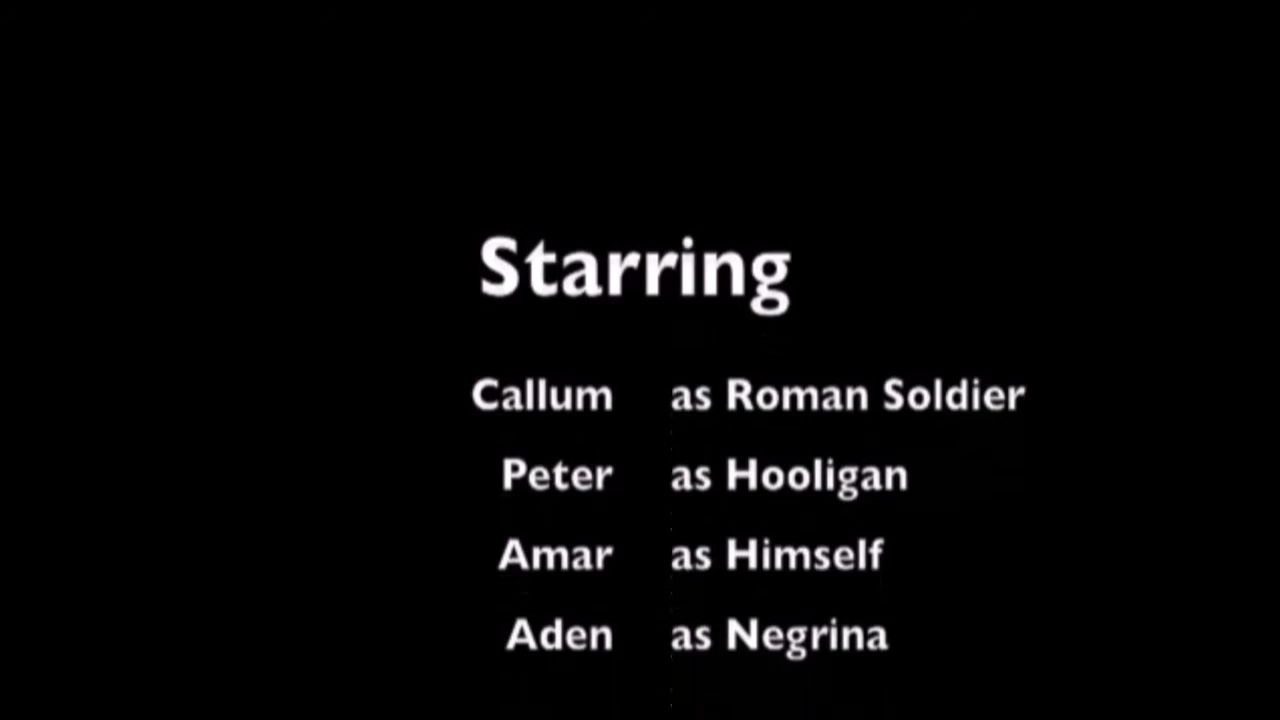 Starring
Callum as Roman Soldier
Peter as Hooligan
Amar as Himself
Aden as Negrina